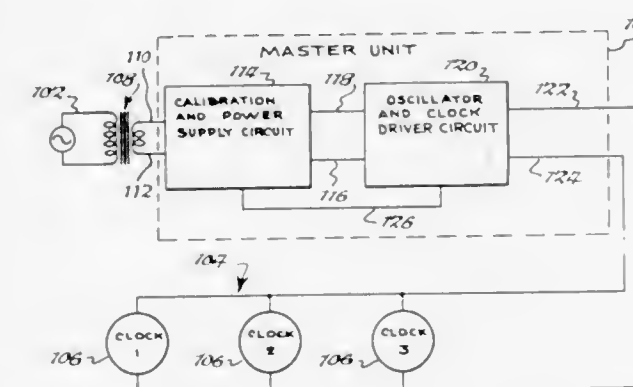 MASTER UNIT
110
108
102
114
118
120
122
CALIBRATION
AND POWER
SUPPLY CIRCUIT
OSCILLATOR
AND CLOCK
DRIVER CIRCUIT
112
116
124
126
107
CLOCK
1
CLOCK
2
CLOCK
3
106
106
106